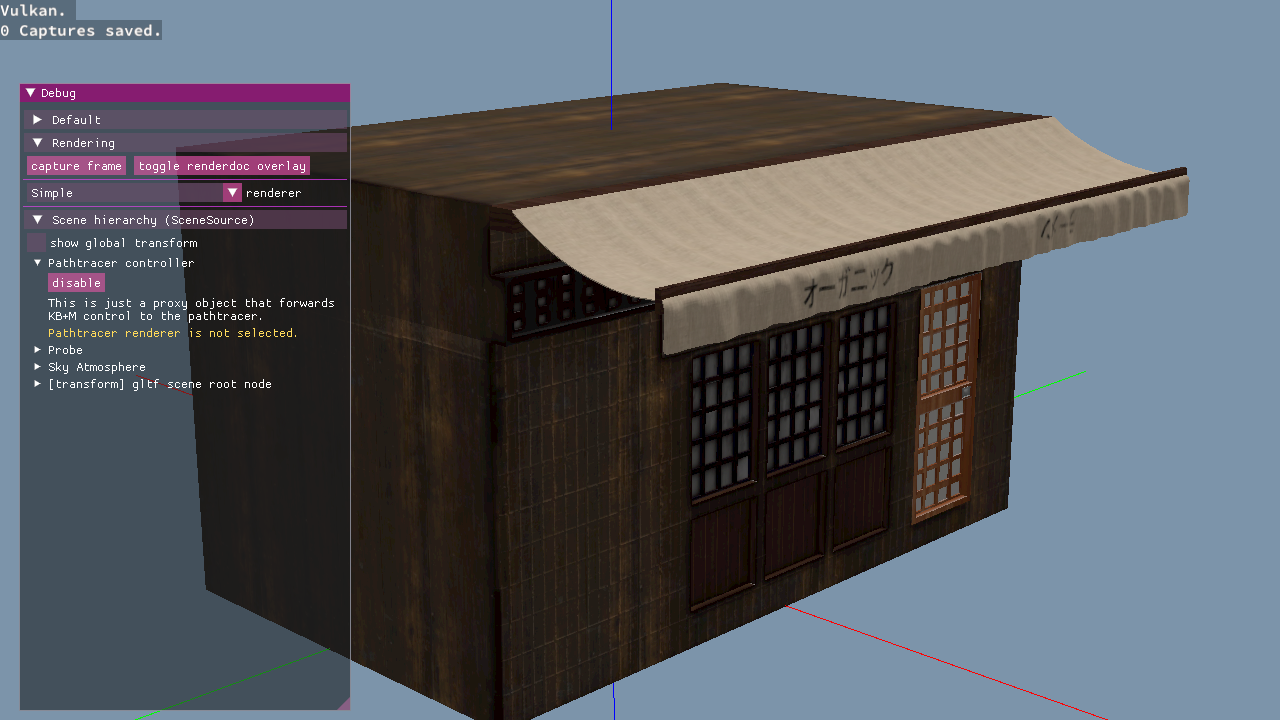 Vulkan.
0 Captures saved.
Debug
Default
Rendering
capture frame toggle renderdoc overlay
Simple renderer
Scene hierarchy (SceneSource)
show global transform
Pathtracer controller
disable
This is just a proxy object that forwards
KB+M control to the pathtracer.
Pathtracer renderer is not selected.
Probe
Sky Atmosphere
[transform] gltf scene root node
オーガニック